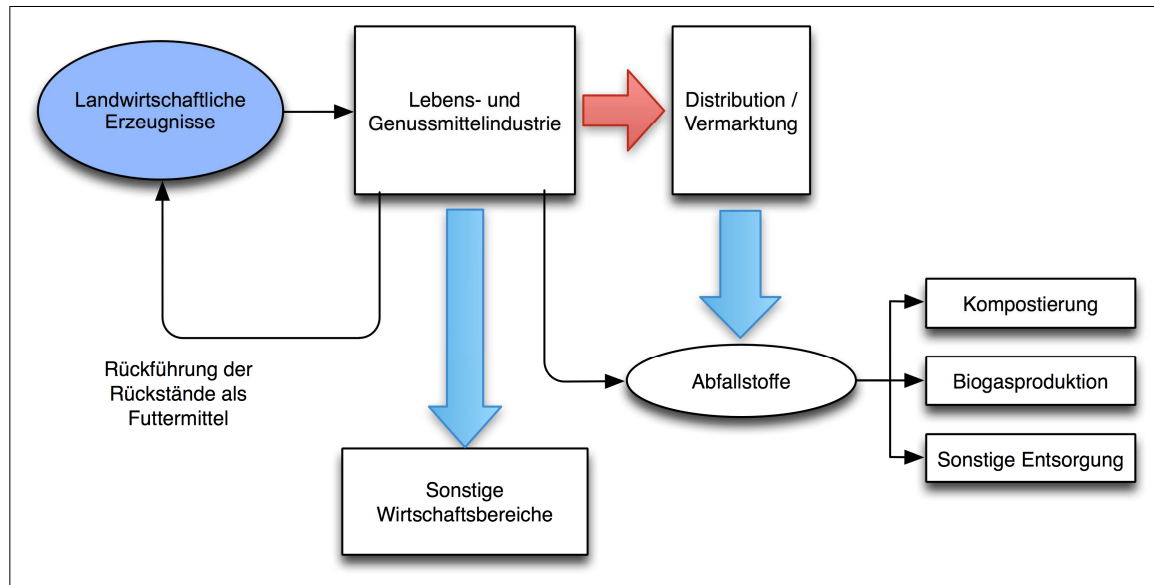 Landwirtschaftliche
Erzeugnisse
Lebens- und
Genussmittelindustrie
Distribution /
Vermarktung
Rückführung der
Rückstände als
Futtermittel
Abfallstoffe
Kompostierung
Biogasproduktion
Sonstige Entsorgung
Sonstige
Wirtschaftsbereiche